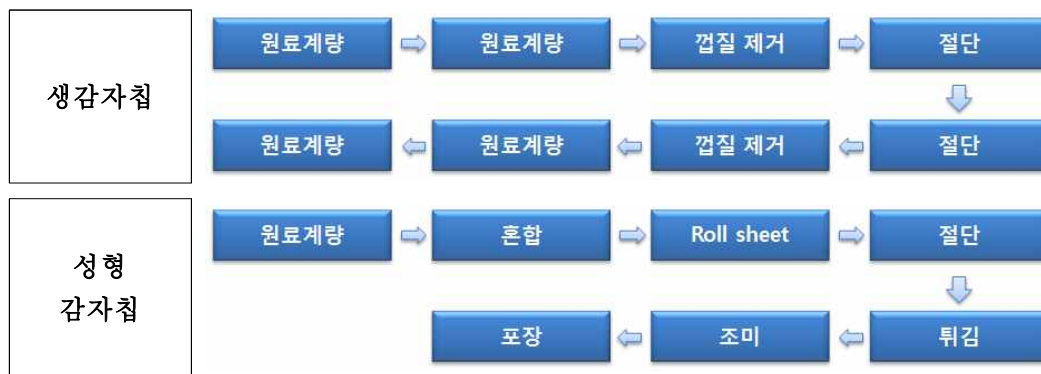 생감자칩
원료계량 원료계량 껍질 제거 절단
원료계량 원료계량 껍질 제거 절단
성형
감자칩
원료계량 혼합 Roll sheet 절단
포장 조미 튀김